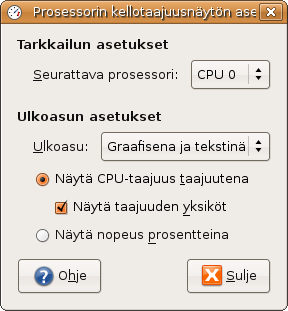 Prosessorin kellotaajuusnäytön ase
Tarkkailun asetukset
Seurattava prosessori: CPU 0
Ulkoasun asetukset
Ulkoasu: Graafisena ja tekstinä
Näytä CPU-taajuus taajuutena
Näytä taajuuden yksiköt
Näytä nopeus prosentteina
Ohje Sulje